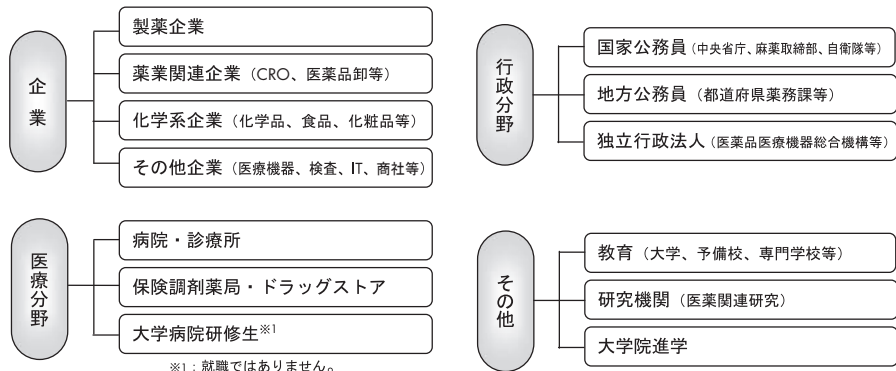 企業
製薬企業
薬業関連企業（CRO、医薬品卸等）
化学系企業（化学品、食品、化粧品等）
その他企業（医療機器、検査、IT、商社等）
行政分野
国家公務員（中央省庁、麻薬取締部、自衛隊等）
地方公務員（都道府県薬務課等）
独立行政法人（医薬品医療機器総合機構等）
医療分野
病院・診療所
保険調剤薬局・ドラッグストア
大学病院研修生※1
※1：就職ではありません。
その他
教育（大学、予備校、専門学校等）
研究機関（医薬関連研究）
大学院進学